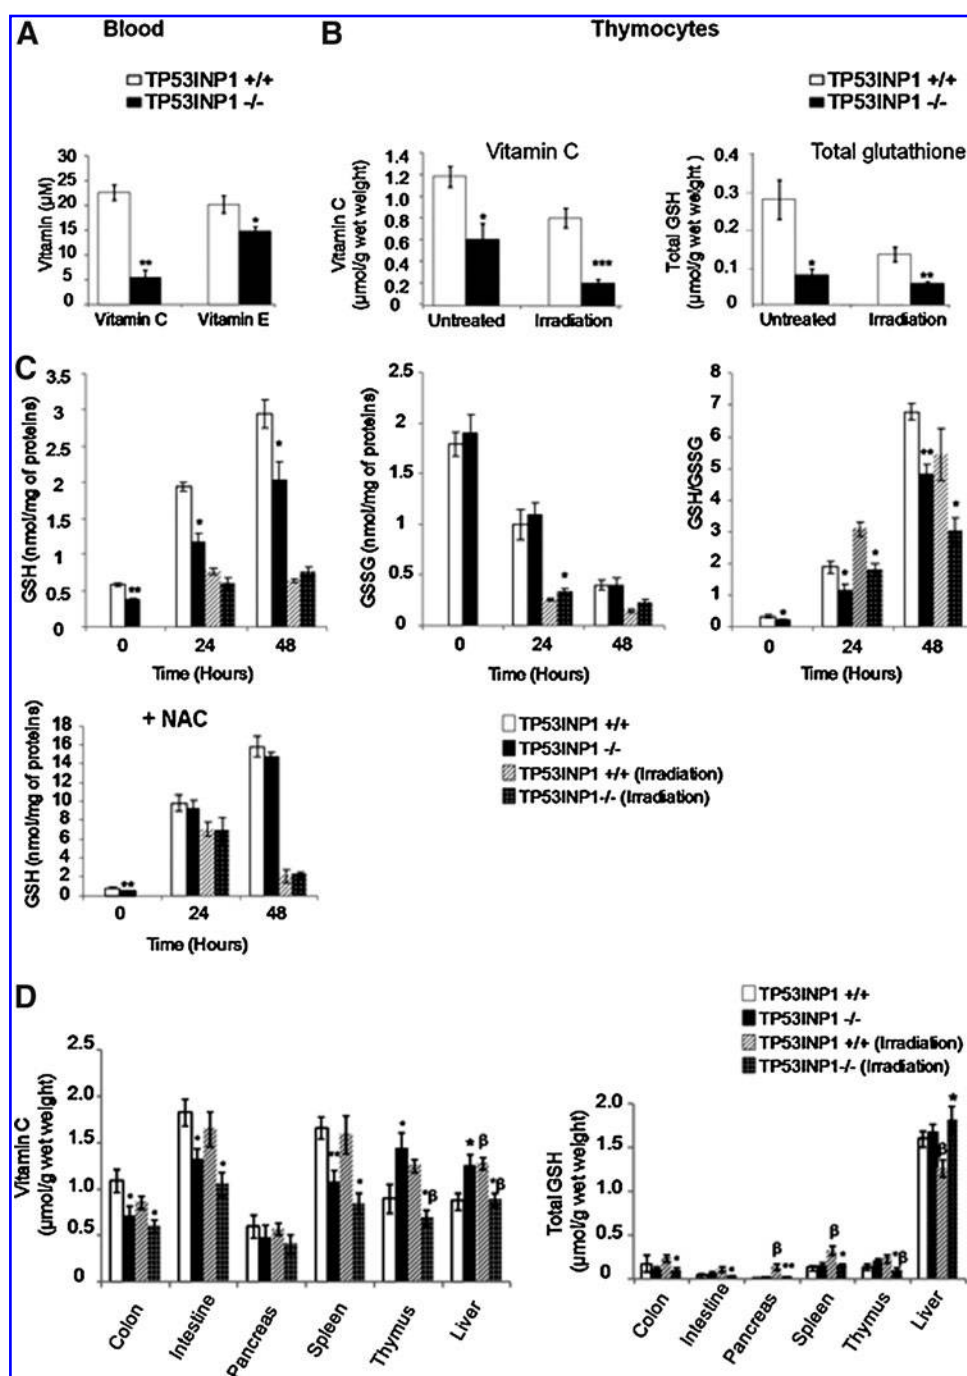 A Blood
TP53INP1 +/+
TP53INP1 -/-
Vitamin (µM)
30
25
20
15
10
5
0
**
*
Vitamin C Vitamin E
B Thymocytes
TP53INP1 +/+
TP53INP1 -/-
Vitamin C
Vitamin C
(µmol/g wet weight)
1.4
1.2
1.0
0.8
0.6
0.4
0.2
0
*
***
Untreated Irradiation
Total glutathione
Total GSH
(µmol/g wet weight )
0.4
0.3
0.2
0.1
0
*
**
Untreated Irradiation
C
GSH (nmol/mg of proteins)
3.5
3
2.5
2
1.5
1
0.5
0
**
*
*
0 24 48
Time (Hours)
GSSG (nmol/mg of proteins)
2
1.5
1
0.5
0
*
0 24 48
Time (Hours)
GSH/GSSG
8
7
6
5
4
3
2
1
0
*
*
*
**
*
0 24 48
Time (Hours)
+ NAC
GSH (nmol/mg of proteins)
18
16
14
12
10
8
6
4
2
0
**
0 24 48
Time (Hours)
TP53INP1 +/+
TP53INP1 -/-
TP53INP1 +/+ (Irradiation)
TP53INP1-/- (Irradiation)
D
TP53INP1 +/+
TP53INP1 -/-
TP53INP1 +/+ (Irradiation)
TP53INP1-/- (Irradiation)
Vitamin C
(µmol/g wet weight)
2.5
2.0
1.5
1.0
0.5
0
*
*
*
*
**
*
*
*β
*
β
*β
Colon Intestine Pancreas Spleen Thymus Liver
Total GSH
(µmol/g wet weight)
2.0
1.5
1.0
0.5
0
*
*
β
**
β
*
*β
β
*
Colon Intestine Pancreas Spleen Thymus Liver